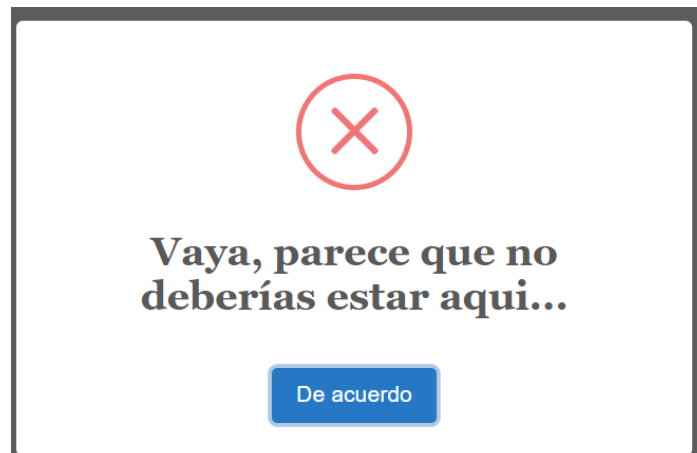 Vaya, parece que no
deberías estar aqui...
De acuerdo